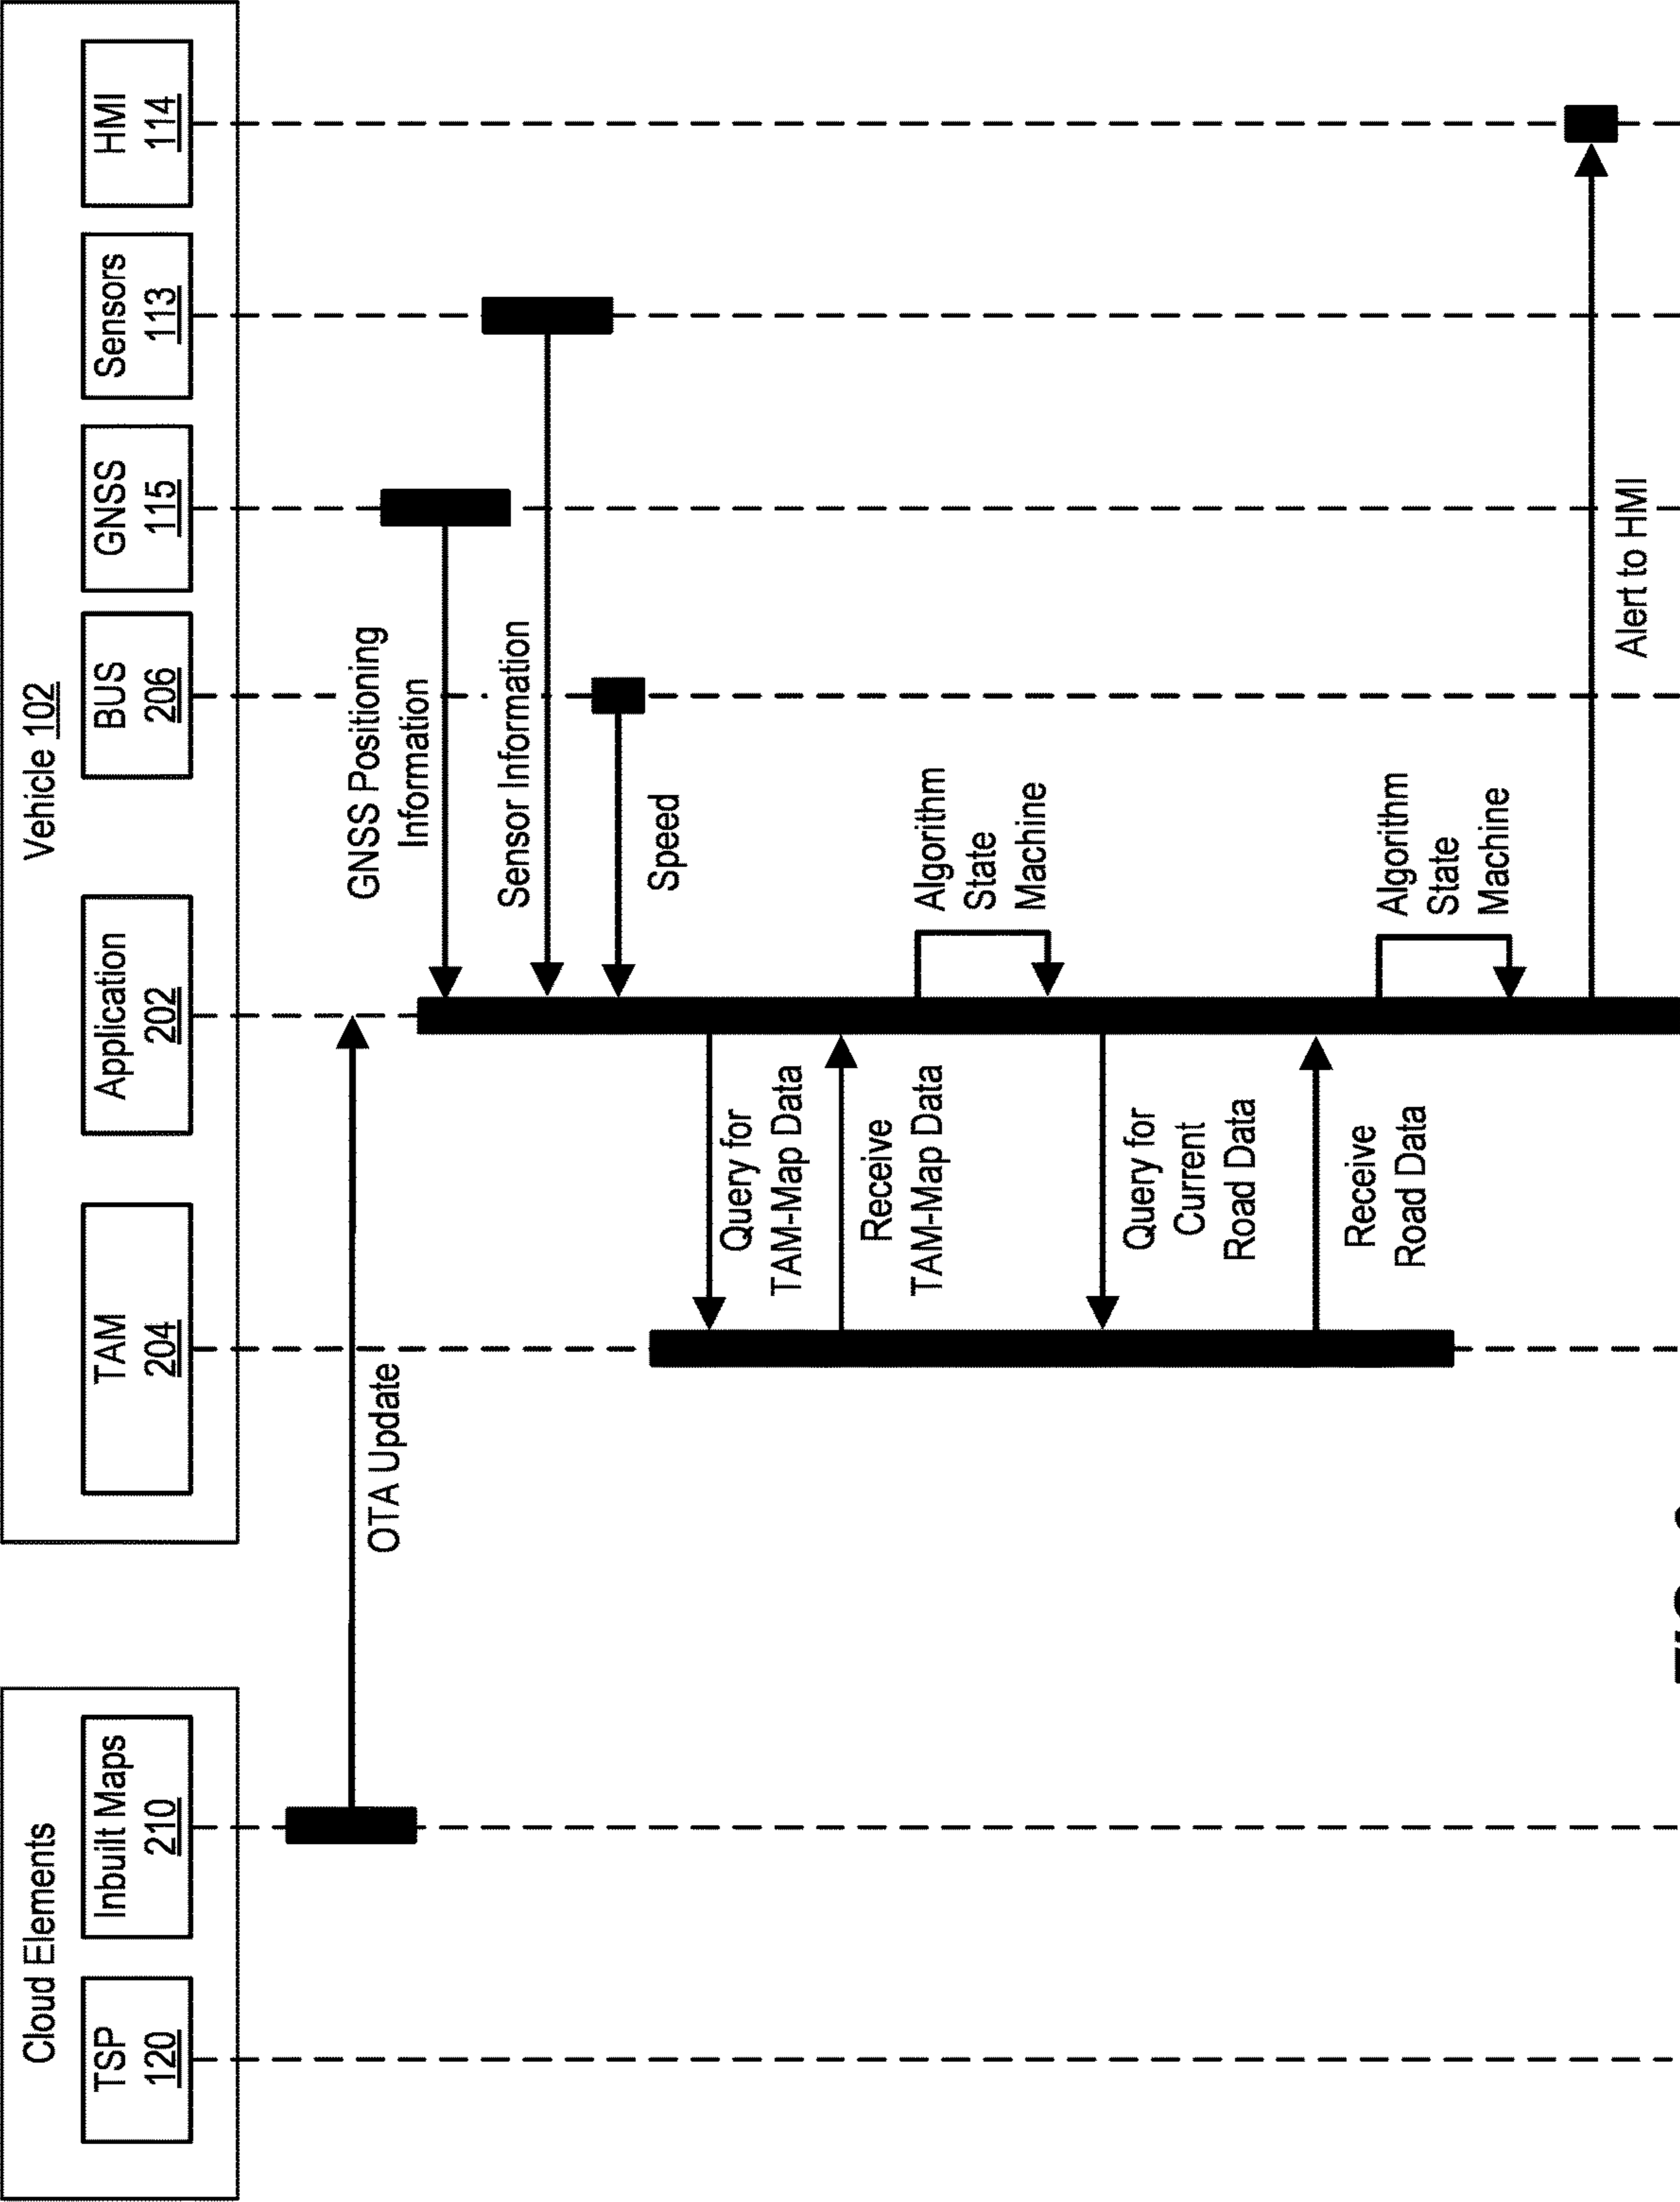 Cloud Elements
Vehicle 102
TSP
120
Inbuilt Maps
210
TAM
204
Application
202
BUS
206
GNSS
115
Sensors
113
HMI
114
OTA Update
GNSS Positioning
Information
Sensor Information
Speed
Query for
TAM-Map Data
Receive
TAM-Map Data
Algorithm
State
Machine
Query for
Current
Road Data
Receive
Road Data
Algorithm
State
Machine
Alert to HMI